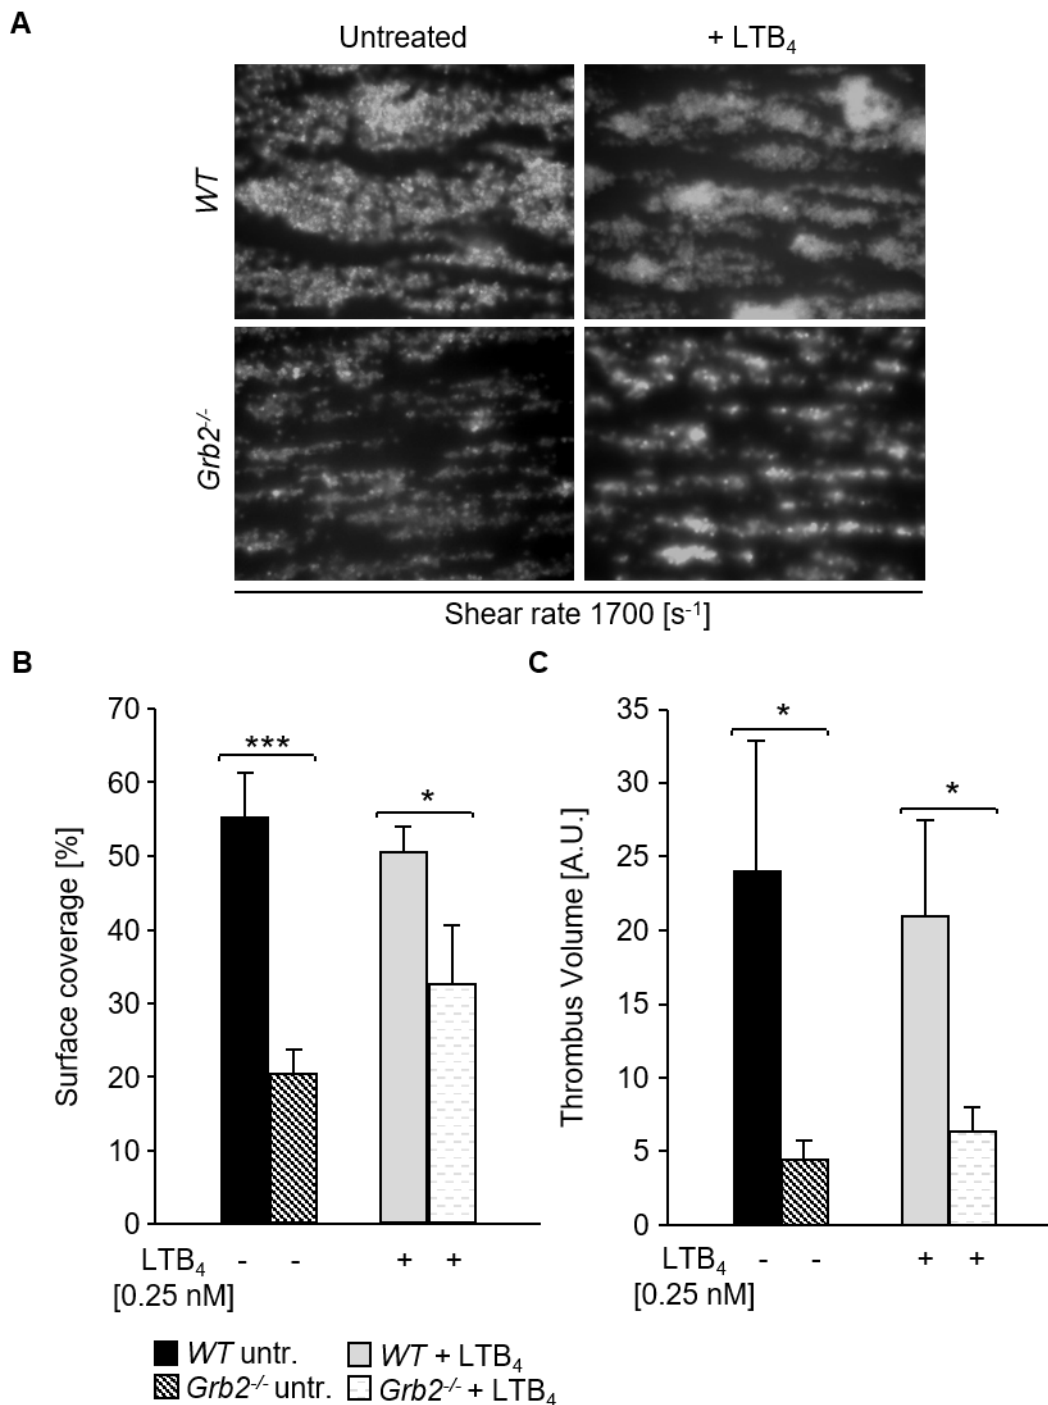 A
Untreated + LTB4
WT
Grb2-/-
Shear rate 1700 [s-1]
B
C
70
60
50
40
30
20
10
0
Surface coverage [%]
***
*
LTB4 - - + +
[0.25 nM]
35
30
25
20
15
10
5
0
Thrombus Volume [A.U.]
*
*
LTB4 - - + +
[0.25 nM]
WT untr. WT + LTB4
Grb2-/- untr. Grb2-/- + LTB4